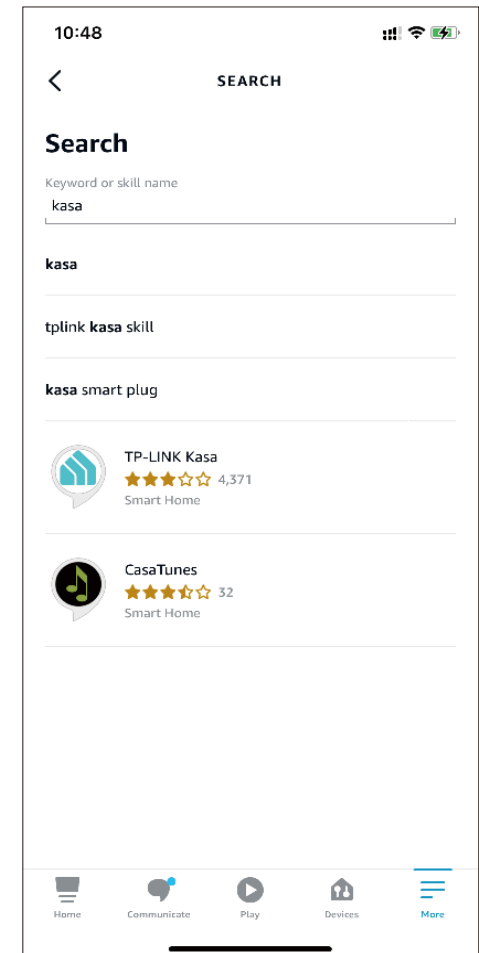 10:48
SEARCH
Search
Keyword or skill name
kasa
kasa
tplink kasa skill
kasa smart plug
TP-LINK Kasa
4,371
Smart Home
CasaTunes
32
Smart Home
Home Communicate Play Devices More